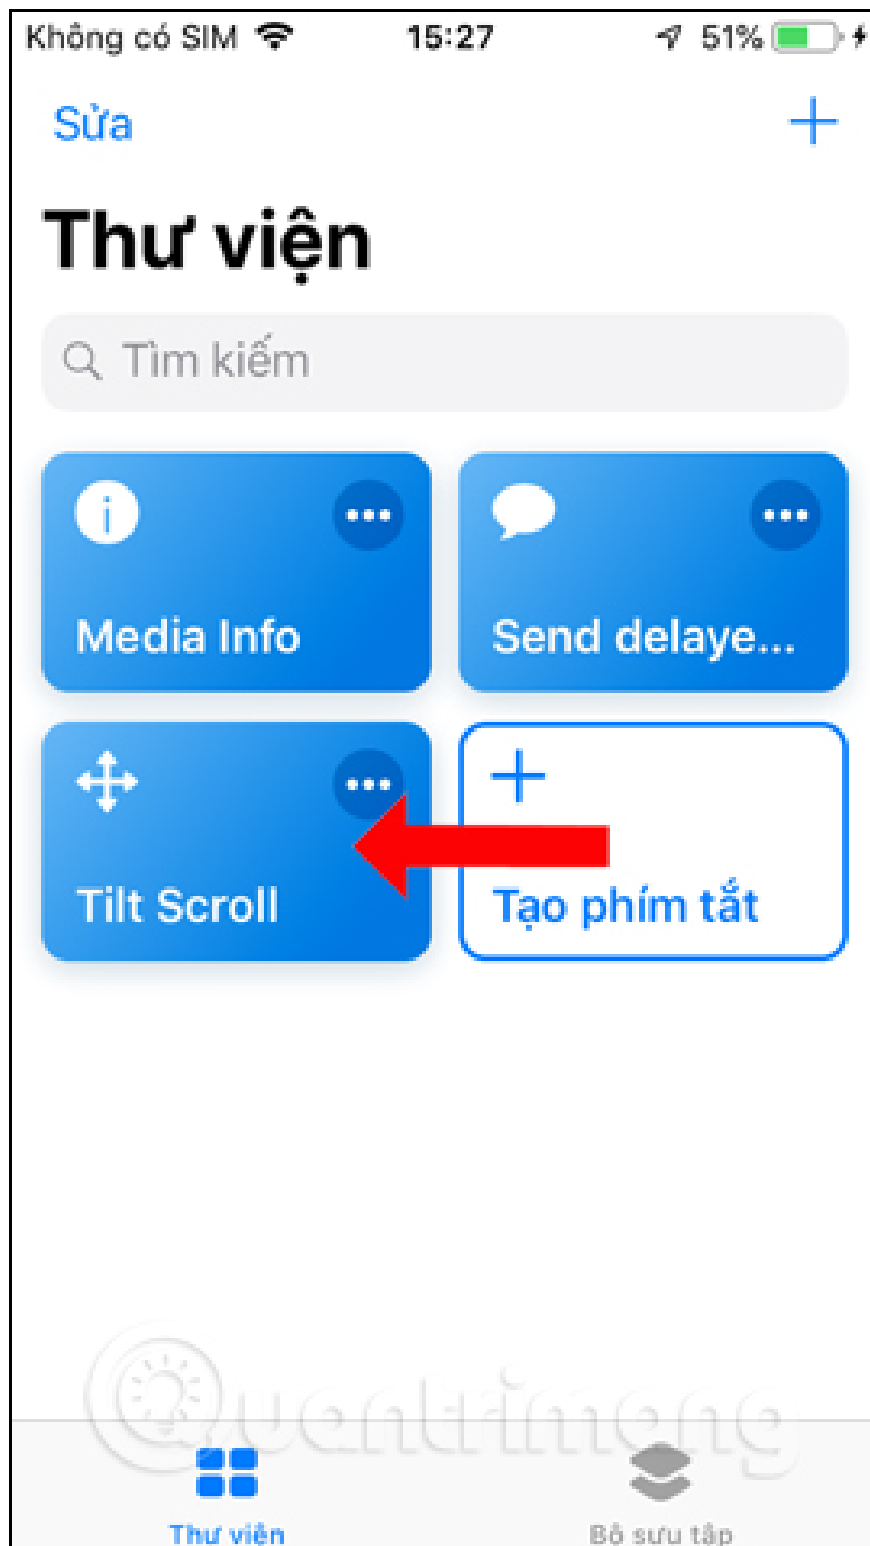 Không có SIM 15:27 51%
Sửa
Thư viện
Tìm kiếm
Media Info
Send delaye...
Tilt Scroll
Tạo phím tắt
Quantrimang
Thư viện
Bộ sưu tập